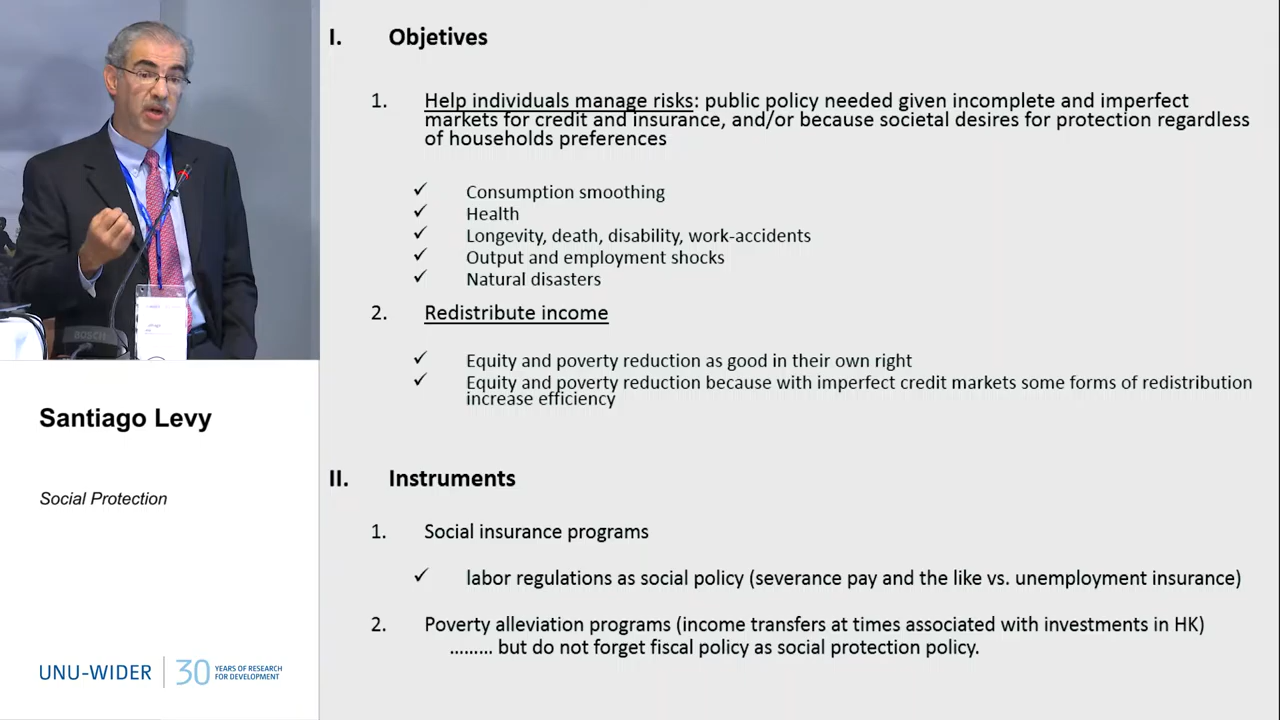 I. Objetives
1. Help individuals manage risks: public policy needed given incomplete and imperfect
markets for credit and insurance, and/or because societal desires for protection regardless
of households preferences
✓ Consumption smoothing
✓ Health
✓ Longevity, death, disability, work-accidents
✓ Output and employment shocks
✓ Natural disasters
2. Redistribute income
✓ Equity and poverty reduction as good in their own right
✓ Equity and poverty reduction because with imperfect credit markets some forms of redistribution
increase efficiency
II. Instruments
1. Social insurance programs
✓ labor regulations as social policy (severance pay and the like vs. unemployment insurance)
2. Poverty alleviation programs (income transfers at times associated with investments in HK)
......... but do not forget fiscal policy as social protection policy.
BOSCH
Santiago Levy
Social Protection
UNU-WIDER
30 YEARS OF RESEARCH
FOR DEVELOPMENT